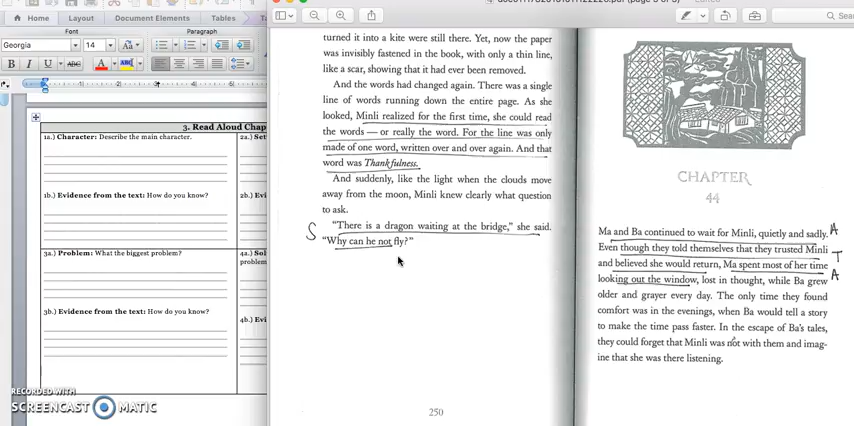 Home Layout Document Elements Tables
Font Paragraph
Georgia 14
3. Read Aloud Chap
1a.) Character: Describe the main character.
2a.) Set
1b.) Evidence from the text: How do you know?
2b.) Evi
3a.) Problem: What the biggest problem?
4a.) Sol
problem
3b.) Evidence from the text: How do you know?
4b.) Evi
RECORDED WITH
SCREENCAST MATIC
turned it into a kite were still there. Yet, now the paper
was invisibly fastened in the book, with only a thin line,
like a scar, showing that it had ever been removed.
And the words had changed again. There was a single
line of words running down the entire page. As she
looked, Minli realized for the first time, she could read
the words — or really the word. For the line was only
made of one word, written over and over again. And that
word was Thankfulness.
And suddenly, like the light when the clouds move
away from the moon, Minli knew clearly what question
to ask.
S "There is a dragon waiting at the bridge," she said.
"Why can he not fly?"
250
Sear
CHAPTER
44
Ma and Ba continued to wait for Minli, quietly and sadly. A
Even though they told themselves that they trusted Minli
and believed she would return, Ma spent most of her time T
looking out the window, lost in thought, while Ba grew A
older and grayer every day. The only time they found
comfort was in the evenings, when Ba would tell a story
to make the time pass faster. In the escape of Ba's tales,
they could forget that Minli was not with them and imag-
ine that she was there listening.